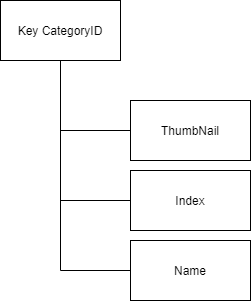 Key CategoryID
ThumbNail
Index
Name